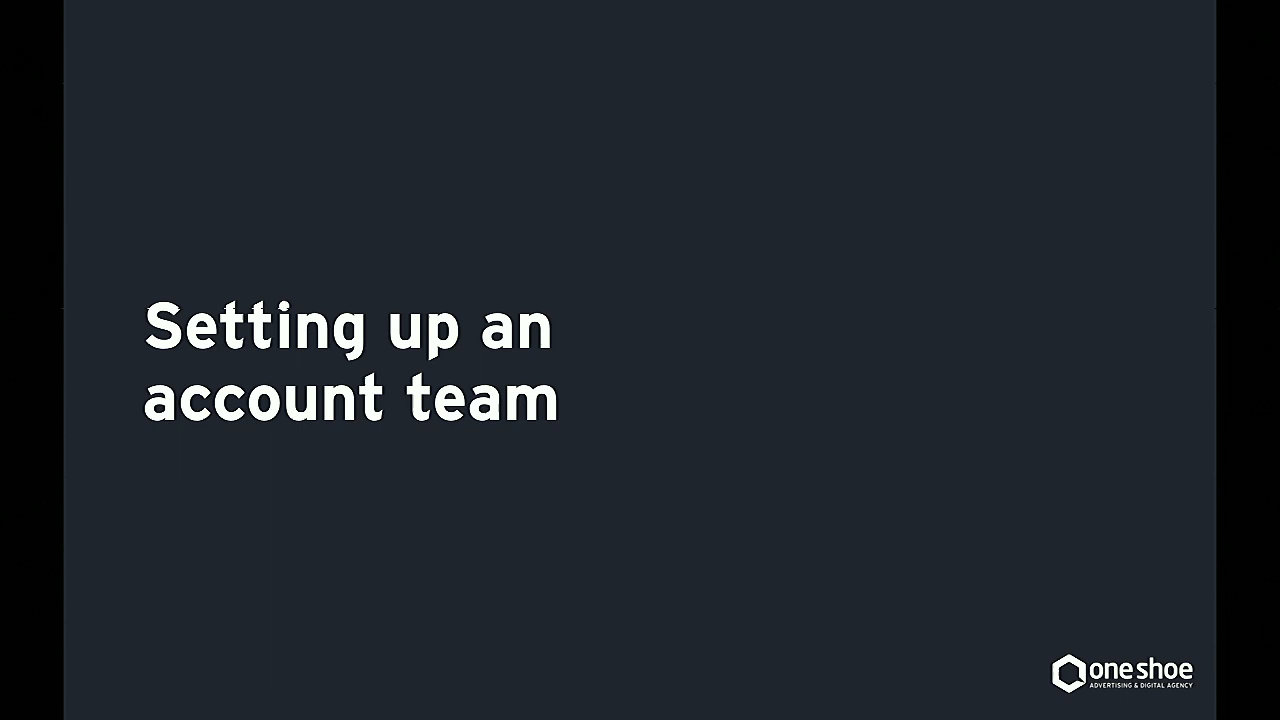 Setting up an
account team
oneshoe
ADVERTISING & DIGITAL AGENCY